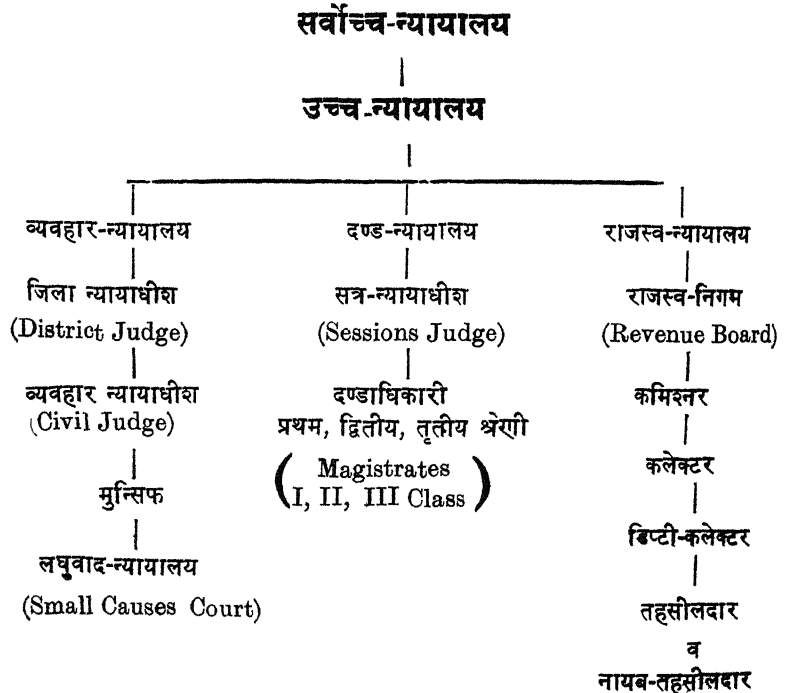 सर्वोच्च-न्यायालय
उच्च-न्यायालय
व्यवहार-न्यायालय
जिला न्यायाधीश
(District Judge)
व्यवहार न्यायाधीश
(Civil Judge)
मुन्सिफ
लघुवाद-न्यायालय
(Small Causes Court)
दण्ड-न्यायालय
सत्र-न्यायाधीश
(Sessions Judge)
दण्डाधिकारी
प्रथम, द्वितीय, तृतीय श्रेणी
(Magistrates
I, II, III Class)
राजस्व-न्यायालय
राजस्व-निगम
(Revenue Board)
कमिश्नर
कलेक्टर
डिप्टी-कलेक्टर
तहसीलदार
व
नायब-तहसीलदार